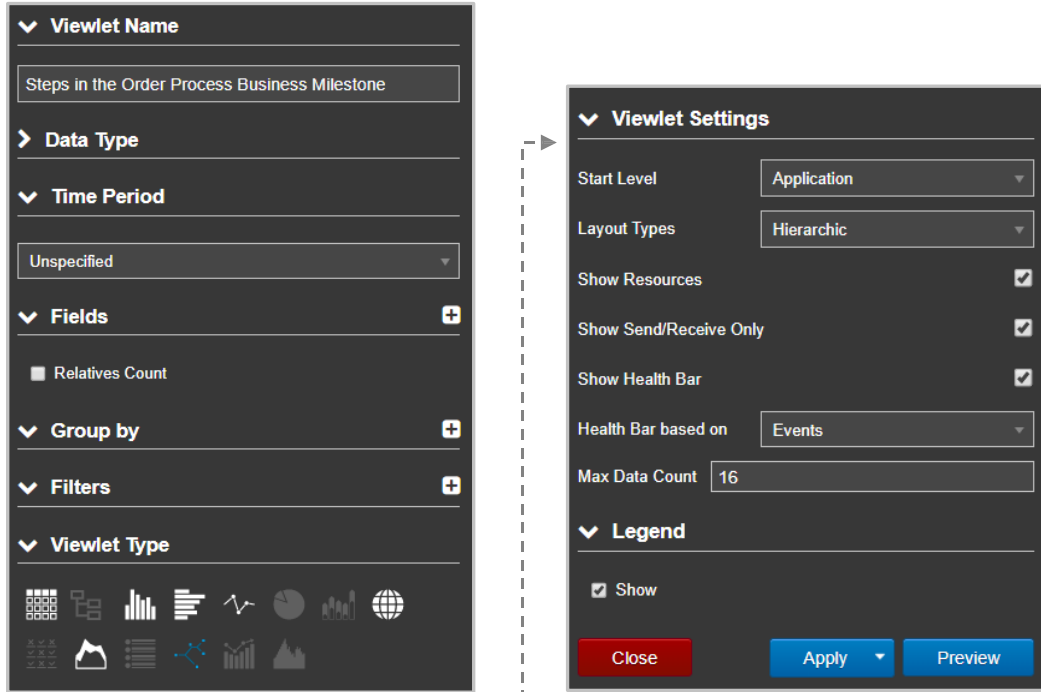 Viewlet Name
Steps in the Order Process Business Milestone
Data Type
Time Period
Unspecified
Fields
Relatives Count
Group by
Filters
Viewlet Type
Viewlet Settings
Start Level Application
Layout Types Hierarchic
Show Resources
Show Send/Receive Only
Show Health Bar
Health Bar based on Events
Max Data Count 16
Legend
Show
Close Apply Preview